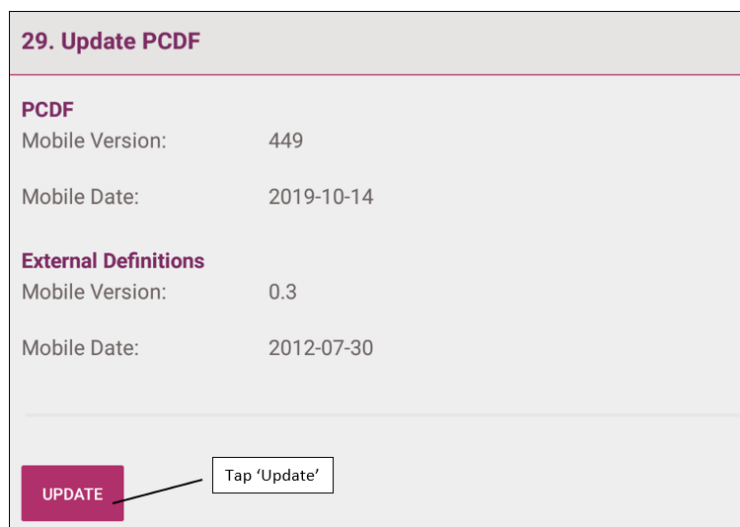 29. Update PCDF
PCDF
Mobile Version: 449
Mobile Date: 2019-10-14
External Definitions
Mobile Version: 0.3
Mobile Date: 2012-07-30
UPDATE
Tap ‘Update’